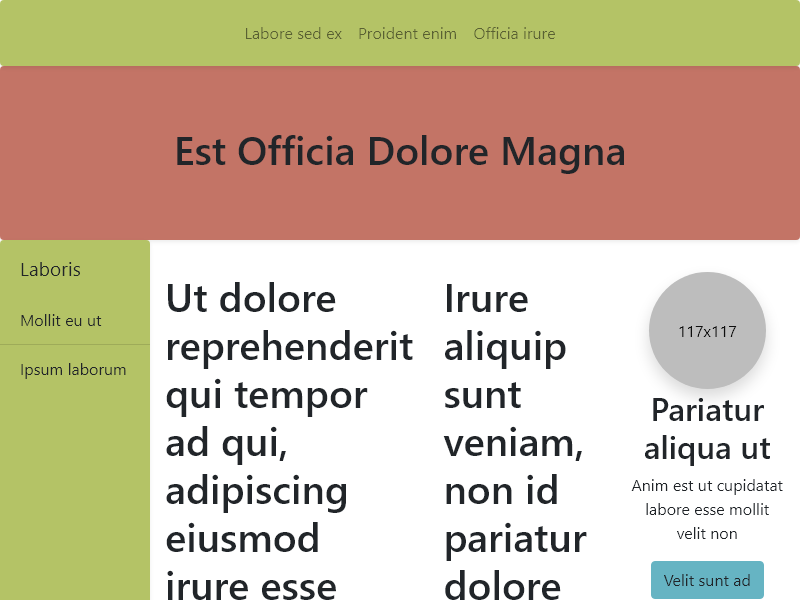 Labore sed ex Proident enim Officia irure
Est Officia Dolore Magna
Laboris
Mollit eu ut
Ipsum laborum
Ut dolore
reprehenderit
qui tempor
ad qui,
adipiscing
eiusmod
irure esse
Irure
aliquip
sunt
veniam,
non id
pariatur
dolore
117x117
Pariatur
aliqua ut
Anim est ut cupidatat
labore esse mollit
velit non
Velit sunt ad